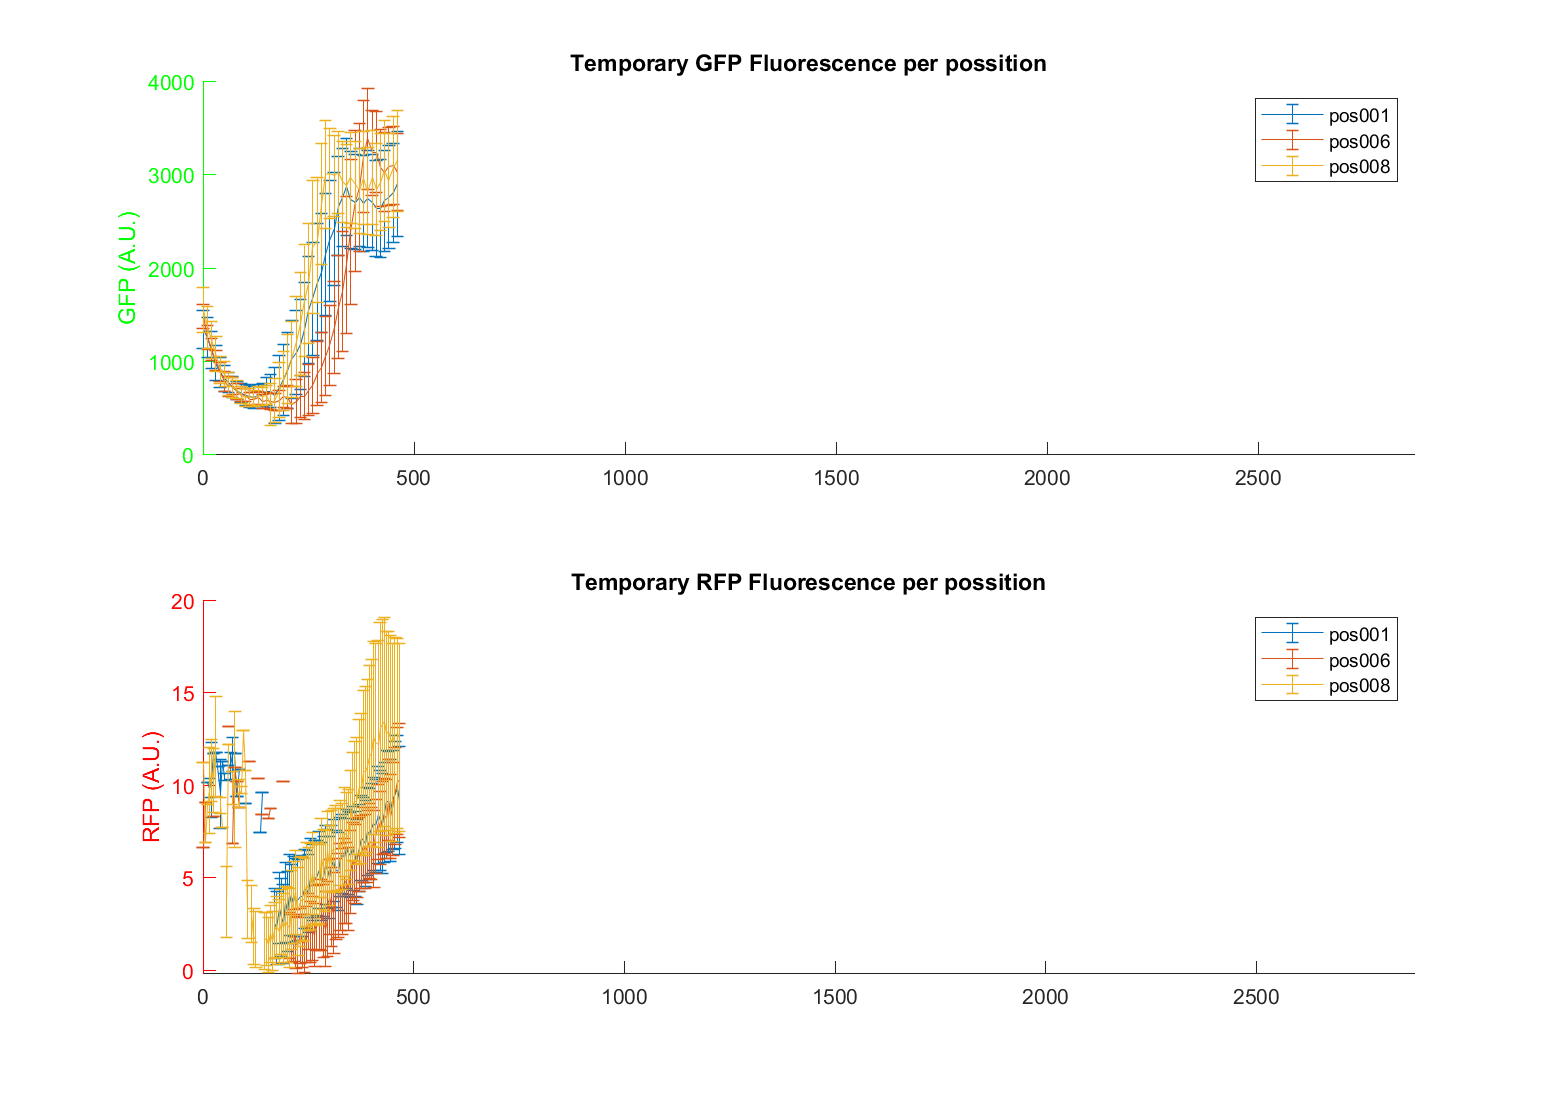 Temporary GFP Fluorescence per possition
4000
3000
2000
1000
0
GFP (A.U.)
pos001
pos006
pos008
0 500 1000 1500 2000 2500
Temporary RFP Fluorescence per possition
20
15
10
5
0
RFP (A.U.)
pos001
pos006
pos008
0 500 1000 1500 2000 2500